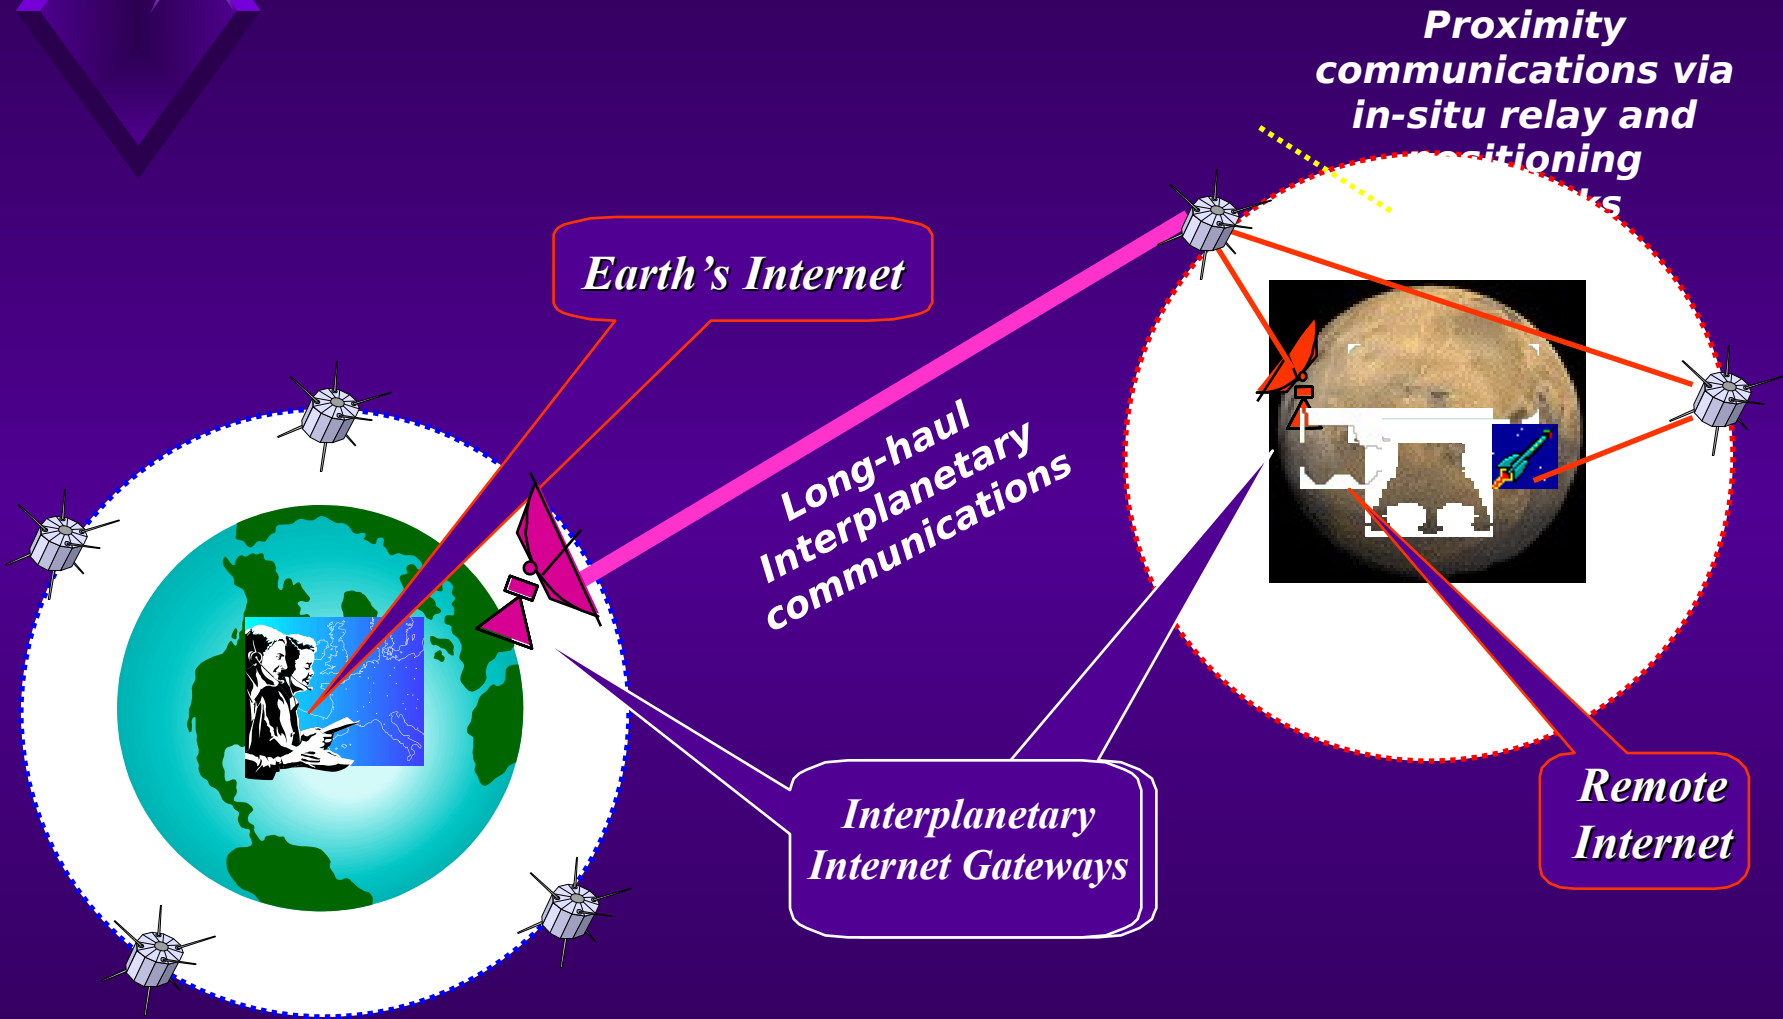 Proximity
communications via
in-situ relay and
Earth’s Internet
Long-haul
Interplanetary
communications
Interplanetary
Internet Gateways
Remote
Internet